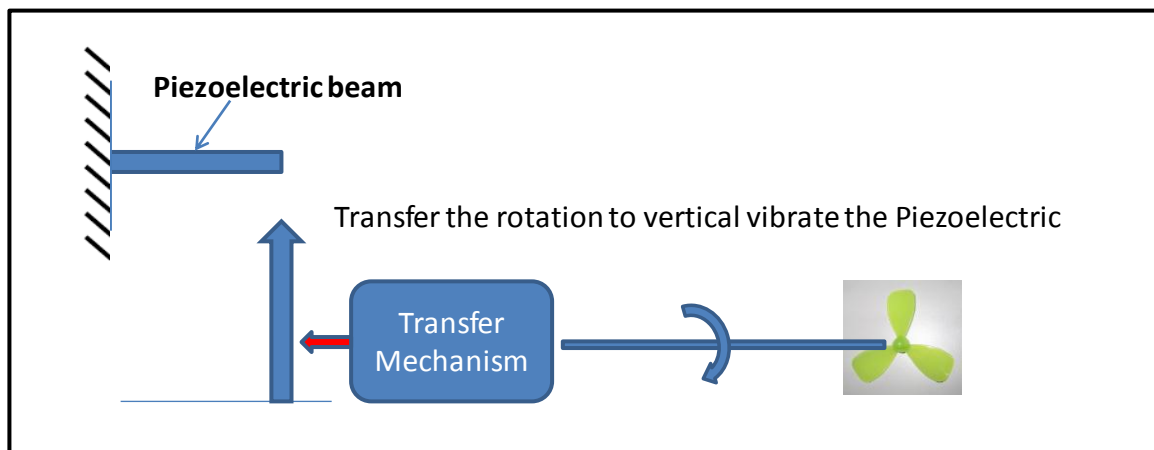 Piezoelectric beam
Transfer the rotation to vertical vibrate the Piezoelectric
Transfer
Mechanism